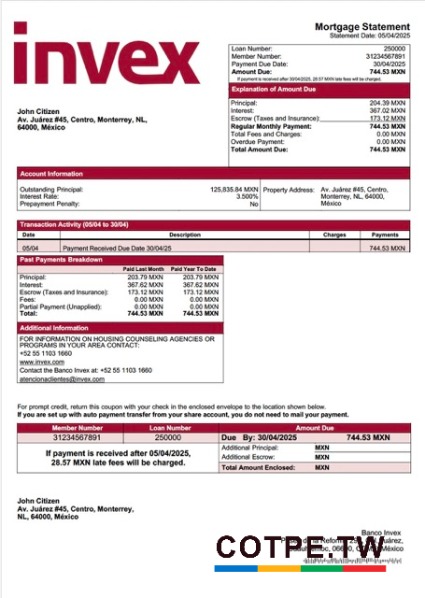 invex
Mortgage Statement
Statement Date: 05/04/2025
Loan Number: 250000
Member Number: 31234567891
Payment Due Date: 30/04/2025
Amount Due: 744.53 MXN
If payment is received after 30/04/2025, 28.57 MXN late fees will be charged.
Explanation of Amount Due
Principal: 204.39 MXN
Interest: 367.02 MXN
Escrow (Taxes and Insurance): 173.12 MXN
Regular Monthly Payment: 744.53 MXN
Total Fees and Charges: 0.00 MXN
Overdue Payment: 0.00 MXN
Total Amount Due: 744.53 MXN
John Citizen
Av. Juárez #45, Centro, Monterrey, NL,
64000, México
Account Information
Outstanding Principal: 125,835.84 MXN
Interest Rate: 3.500%
Prepayment Penalty: No
Property Address: Av. Juárez #45, Centro,
Monterrey, NL, 64000,
México
Transaction Activity (05/04 to 30/04)
Date Description Charges Payments
05/04 Payment Received Due Date 30/04/25 744.53 MXN
Past Payments Breakdown
Paid Last Month Paid Year To Date
Principal: 203.79 MXN 203.79 MXN
Interest: 367.62 MXN 367.62 MXN
Escrow (Taxes and Insurance): 173.12 MXN 173.12 MXN
Fees: 0.00 MXN 0.00 MXN
Partial Payment (Unapplied): 0.00 MXN 0.00 MXN
Total: 744.53 MXN 744.53 MXN
Additional Information
FOR INFORMATION ON HOUSING COUNSELING AGENCIES OR
PROGRAMS IN YOUR AREA CONTACT:
+52 55 1103 1660
www.invex.com
Contact the Banco Invex at: +52 55 1103 1660
atencionaclientes@invex.com
For prompt credit, return this coupon with your check in the enclosed envelope to the location shown below.
If you are set up with auto payment transfer from your share account, you do not need to mail your payment.
Member Number Loan Number Amount Due
31234567891 250000 Due By: 30/04/2025 744.53 MXN
If payment is received after 05/04/2025,
28.57 MXN late fees will be charged.
Additional Principal: MXN
Additional Escrow: MXN
Total Amount Enclosed: MXN
John Citizen
Av. Juárez #45, Centro, Monterrey,
NL, 64000, México
Banco Invex
de la Reforma
México
COTPE.TW